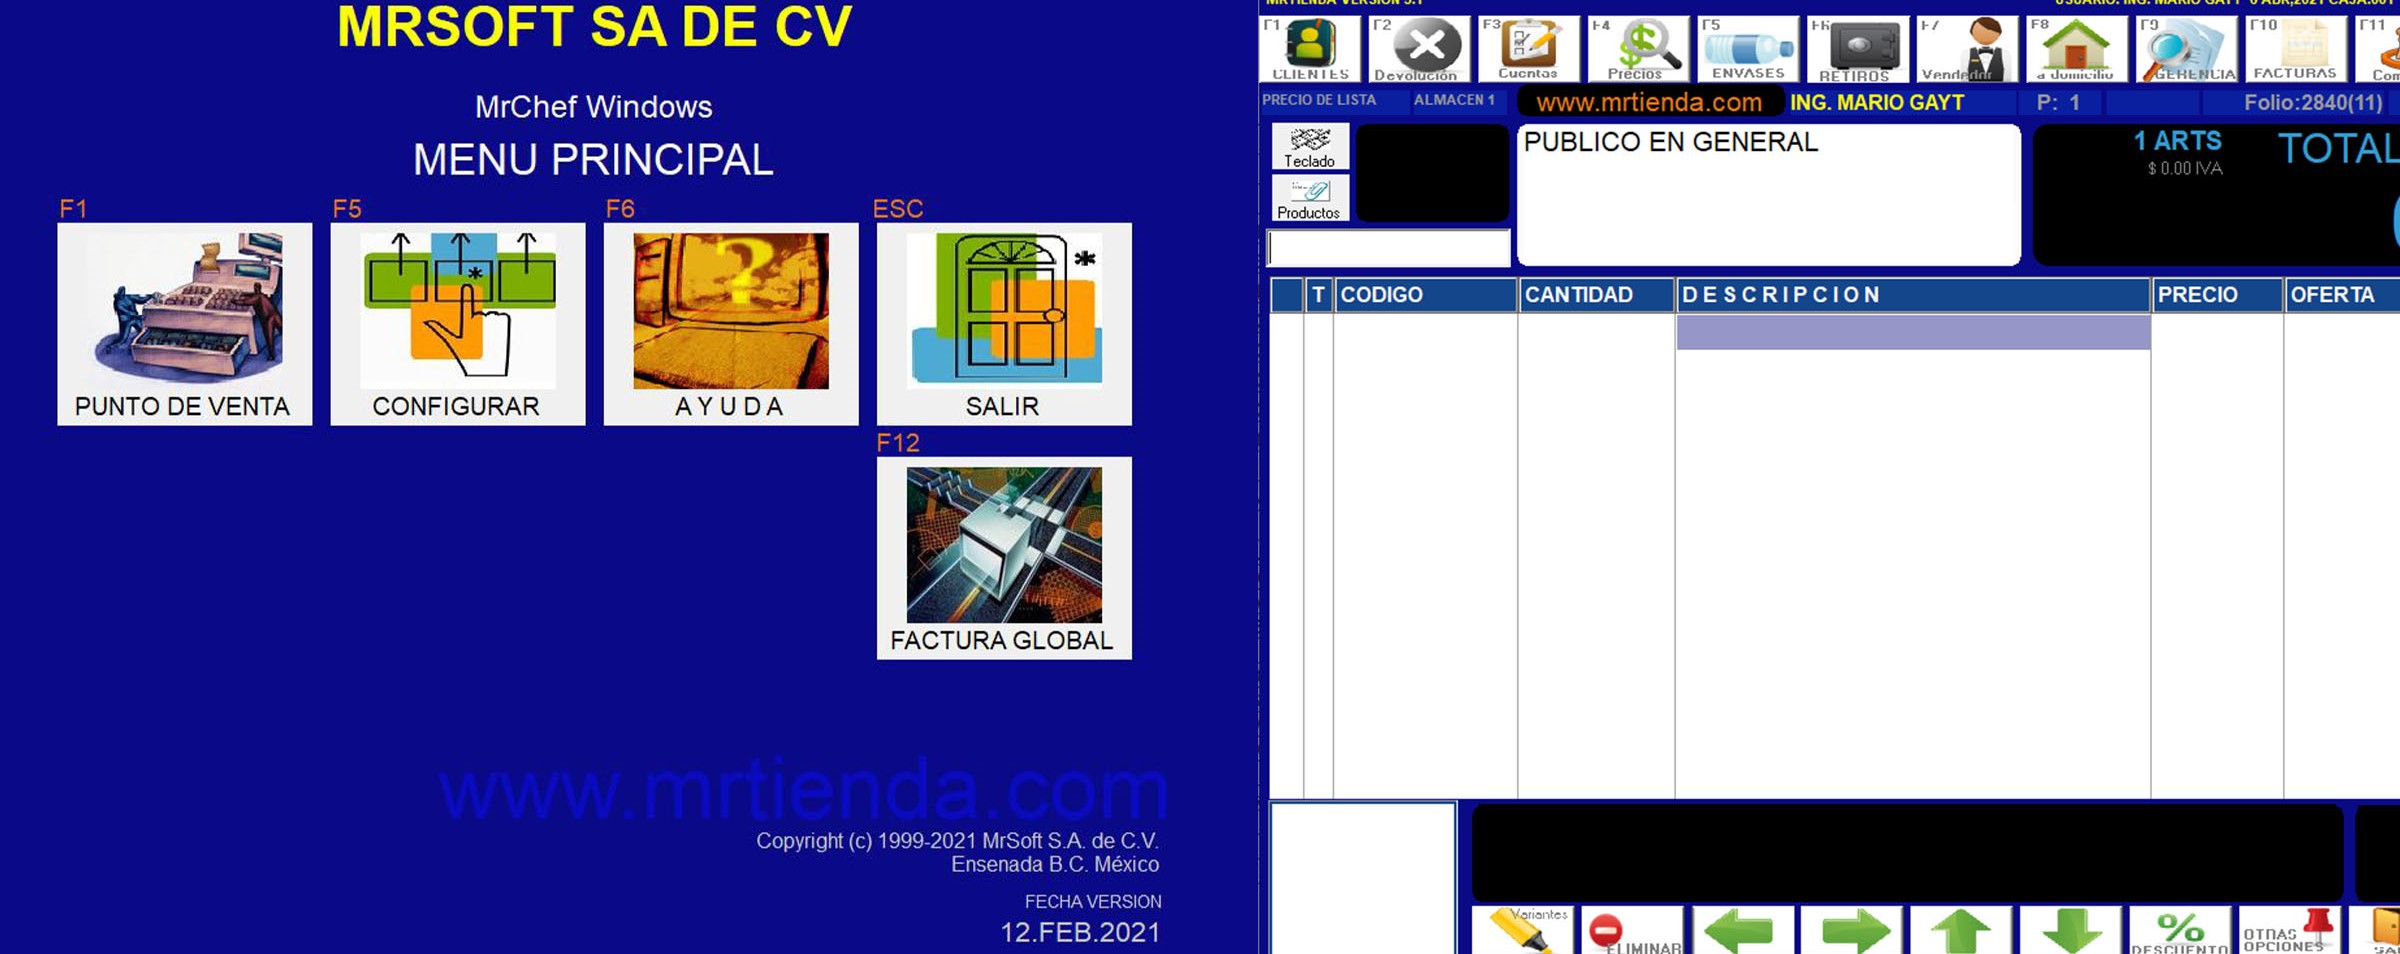 MRSOFT SA DE CV
MrChef Windows
MENU PRINCIPAL
F1
F5
F6
ESC
PUNTO DE VENTA
CONFIGURAR
A Y U D A
SALIR
F12
FACTURA GLOBAL
www.mrtienda.com
Copyright (c) 1999-2021 MrSoft S.A. de C.V.
Ensenada B.C. México
FECHA VERSION
12.FEB.2021
F1 CLIENTES
F2 Devolución
F3 Cuentas
F4 Precios
F5 ENVASES
F6 RETIROS
F7 Vendedor
F8 a domicilio
F9 GERENCIA
F10 FACTURAS
F11
PRECIO DE LISTA
ALMACEN 1
www.mrtienda.com
ING. MARIO GAYT
P: 1
Folio:2840(11)
Teclado
Productos
PUBLICO EN GENERAL
1 ARTS
$ 0.00 IVA
TOTAL
T CODIGO CANTIDAD D E S C R I P C I O N PRECIO OFERTA
Variantes
ELIMINAR
DESCUENTO
OTRAS
OPCIONES